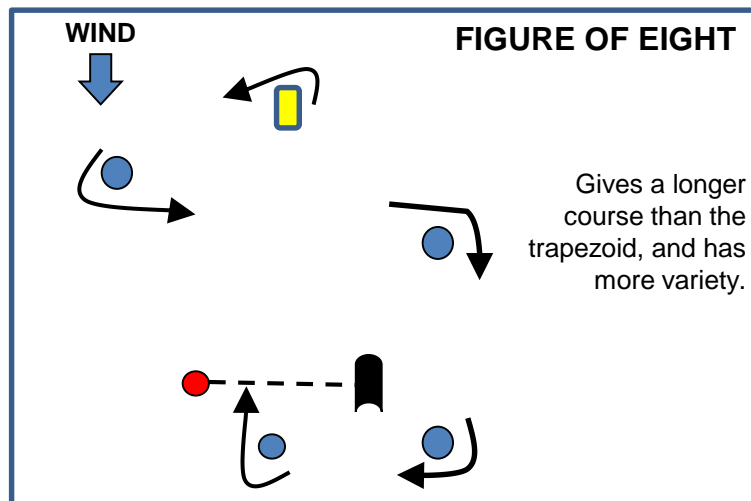 WIND
FIGURE OF EIGHT
Gives a longer
course than the
trapezoid, and has
more variety.